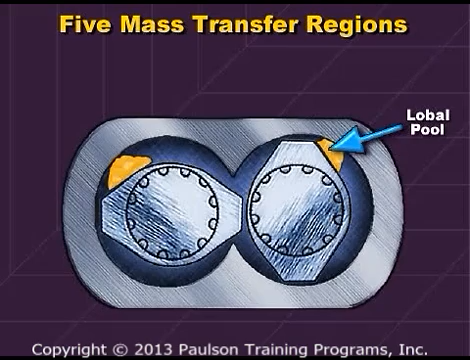 Five Mass Transfer Regions
Lobal
Pool
Copyright © 2013 Paulson Training Programs, Inc.